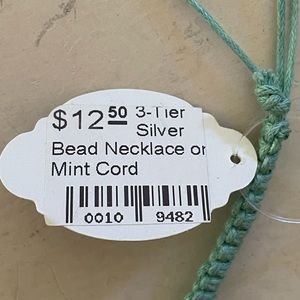 $12 50 3-Tier
Silver
Bead Necklace on
Mint Cord
0010 9482